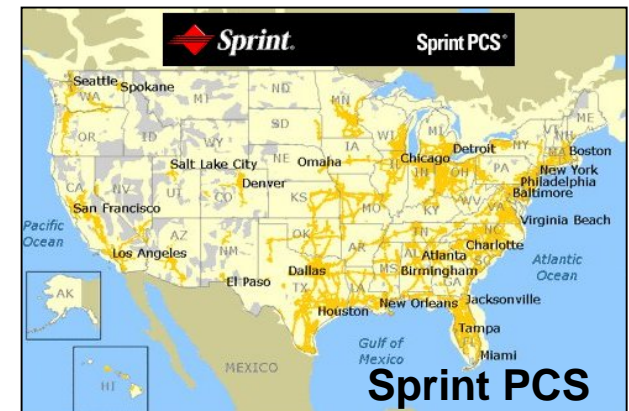 Sprint.
Sprint PCS
Seattle
Spokane
WA
MT
ND
MN
ME
OR
ID
WY
SD
WI
MI
VT
NH
NY
MA
Boston
Salt Lake City
NE
Omaha
IA
Chicago
Detroit
New York
Philadelphia
Baltimore
PA
OH
IN
IL
CA
NV
UT
Denver
CO
KS
MO
KY
WV
VA
Virginia Beach
San Francisco
Pacific
Ocean
Los Angeles
AZ
NM
OK
AR
TN
NC
Charlotte
SC
Atlanta
AL
Birmingham
GA
MS
Atlantic
Ocean
El Paso
Dallas
TX
LA
Houston
New Orleans
Jacksonville
AK
Tampa
FL
Miami
Gulf of
Mexico
MEXICO
HI
Sprint PCS